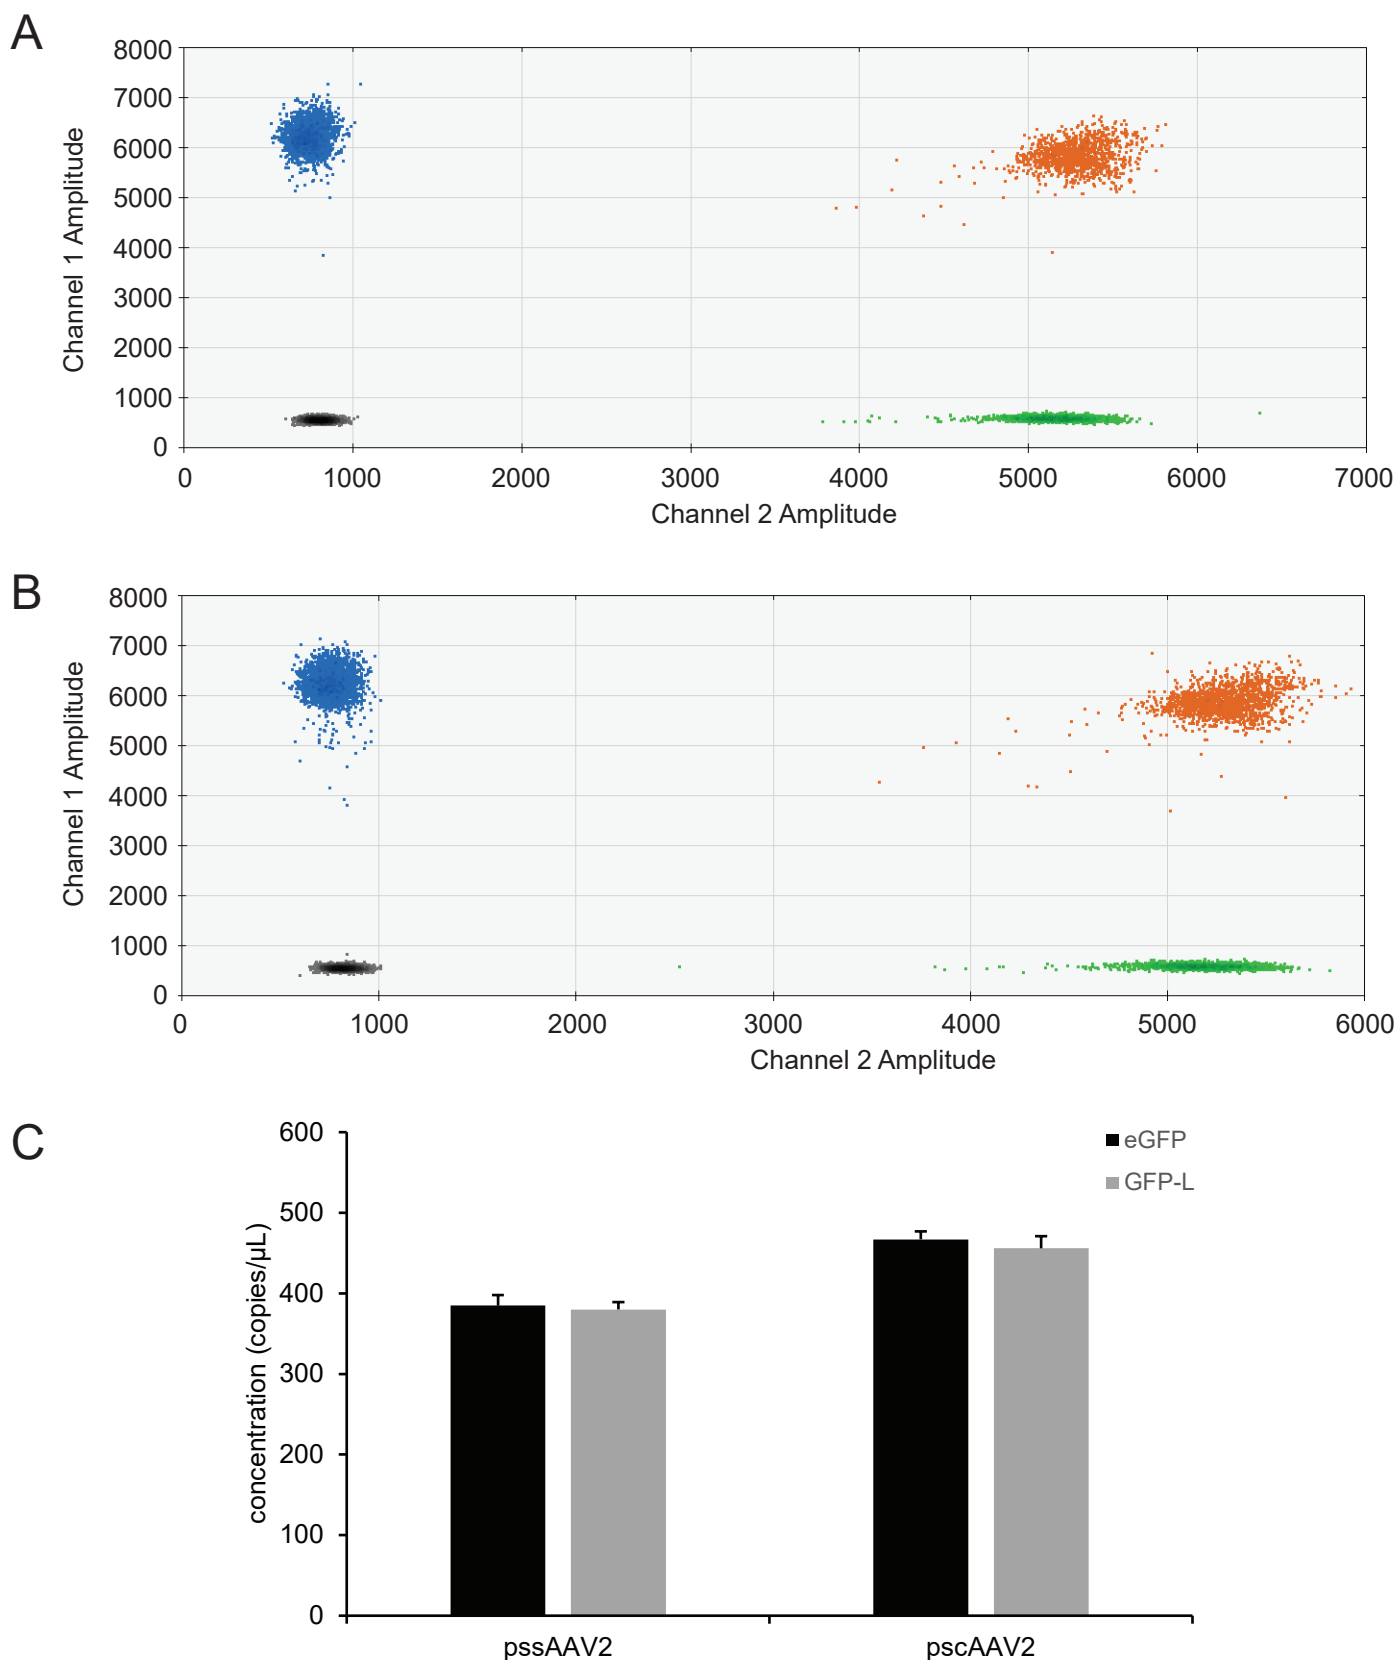 A
8000
7000
6000
5000
4000
3000
2000
1000
0
Channel 1 Amplitude
0 1000 2000 3000 4000 5000 6000 7000
Channel 2 Amplitude
B
8000
7000
6000
5000
4000
3000
2000
1000
0
Channel 1 Amplitude
0 1000 2000 3000 4000 5000 6000
Channel 2 Amplitude
C
600
500
400
300
200
100
0
concentration (copies/µL)
eGFP
GFP-L
pssAAV2 pscAAV2